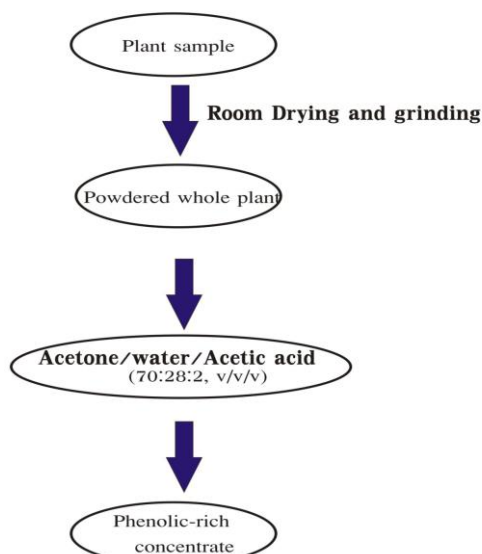 Plant sample
Room Drying and grinding
Powdered whole plant
Acetone/water/Acetic acid
(70:28:2, v/v/v)
Phenolic-rich
concentrate